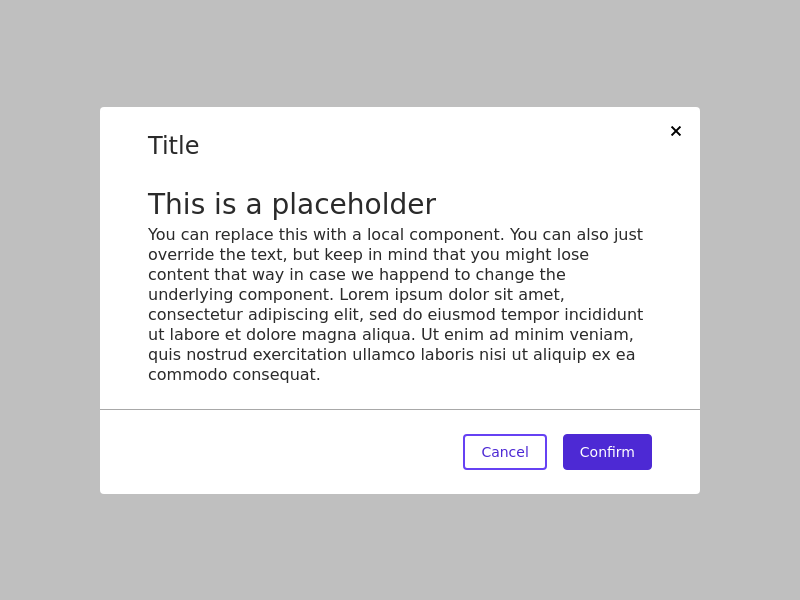 Title
This is a placeholder
You can replace this with a local component. You can also just
override the text, but keep in mind that you might lose
content that way in case we happend to change the
underlying component. Lorem ipsum dolor sit amet,
consectetur adipiscing elit, sed do eiusmod tempor incididunt
ut labore et dolore magna aliqua. Ut enim ad minim veniam,
quis nostrud exercitation ullamco laboris nisi ut aliquip ex ea
commodo consequat.
Cancel
Confirm